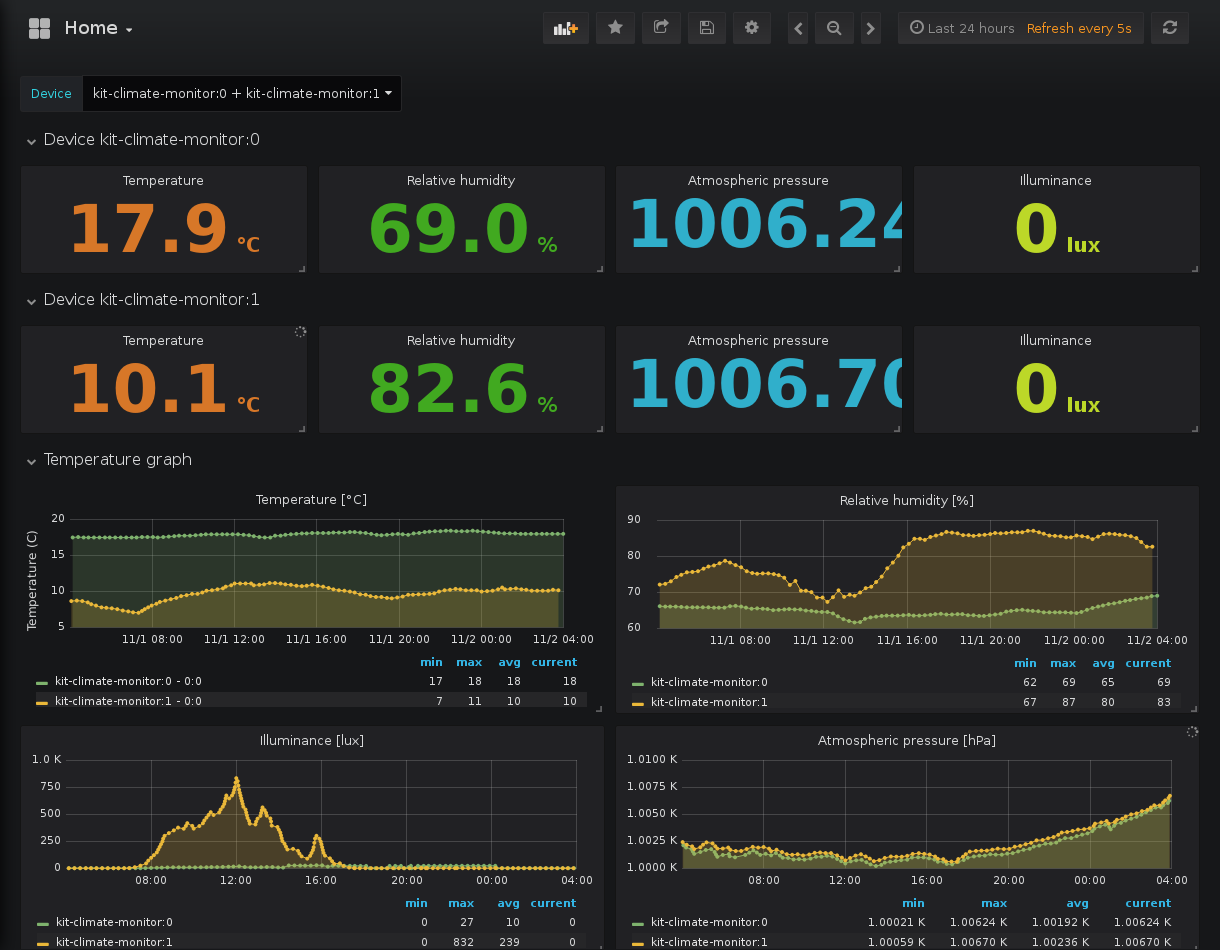 Home
Last 24 hours Refresh every 5s
Device kit-climate-monitor:0 + kit-climate-monitor:1
Device kit-climate-monitor:0
Temperature Relative humidity Atmospheric pressure Illuminance
17.9 °C 69.0 % 1006.24 0 lux
Device kit-climate-monitor:1
Temperature Relative humidity Atmospheric pressure Illuminance
10.1 °C 82.6 % 1006.70 0 lux
Temperature graph
Temperature [°C]
Temperature (C)
20
15
10
5
11/1 08:00 11/1 12:00 11/1 16:00 11/1 20:00 11/2 00:00 11/2 04:00
min max avg current
kit-climate-monitor:0 - 0:0 17 18 18 18
kit-climate-monitor:1 - 0:0 7 11 10 10
Relative humidity [%]
90
80
70
60
11/1 08:00 11/1 12:00 11/1 16:00 11/1 20:00 11/2 00:00 11/2 04:00
min max avg current
kit-climate-monitor:0 62 69 65 69
kit-climate-monitor:1 67 87 80 83
Illuminance [lux]
1.0 K
750
500
250
0
08:00 12:00 16:00 20:00 00:00 04:00
min max avg current
kit-climate-monitor:0 0 27 10 0
kit-climate-monitor:1 0 832 239 0
Atmospheric pressure [hPa]
1.0100 K
1.0075 K
1.0050 K
1.0025 K
1.0000 K
08:00 12:00 16:00 20:00 00:00 04:00
min max avg current
kit-climate-monitor:0 1.00021 K 1.00624 K 1.00192 K 1.00624 K
kit-climate-monitor:1 1.00059 K 1.00670 K 1.00236 K 1.00670 K